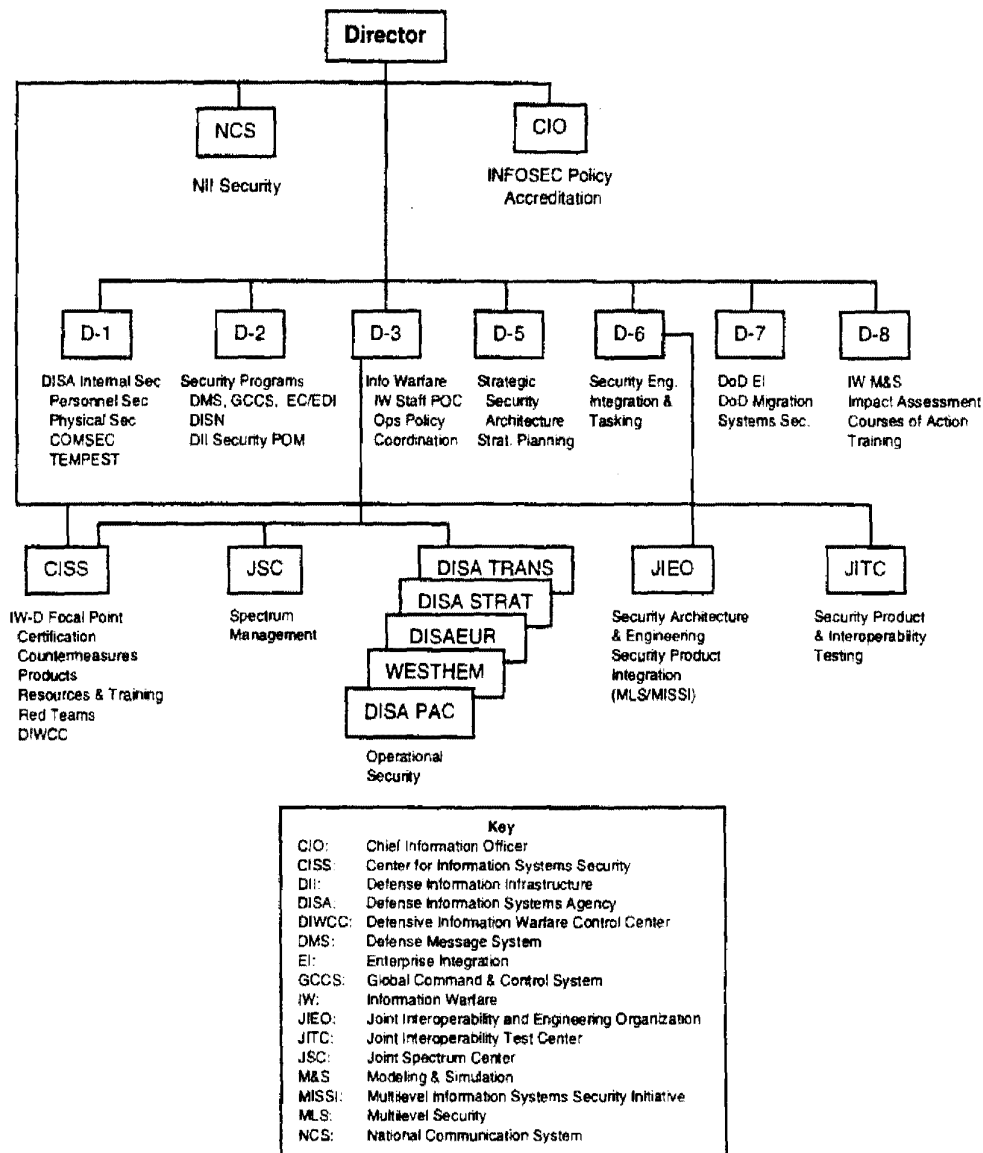 Director
NCS
CIO
NII Security
INFOSEC Policy
Accreditation
D-1
D-2
D-3
D-5
D-6
D-7
D-8
DISA Internal Sec
Personnel Sec
Physical Sec
COMSEC
TEMPEST
Security Programs
DMS, GCCS, EC/EDI
DISN
DII Security POM
Info Warfare
IW Staff POC
Ops Policy
Coordination
Strategic
Security
Architecture
Strat. Planning
Security Eng.
Integration &
Tasking
DoD EI
DoD Migration
Systems Sec.
IW M&S
Impact Assessment
Courses of Action
Training
CISS
JSC
DISA TRANS
DISA STRAT
DISAEUR
WESTHEM
DISA PAC
JIEO
JITC
IW-D Focal Point
Certification
Countermeasures
Products
Resources & Training
Red Teams
DIWCC
Spectrum
Management
Operational
Security
Security Architecture
& Engineering
Security Product
Integration
(MLS/MISSI)
Security Product
& Interoperability
Testing
Key
CIO: Chief Information Officer
CISS: Center for Information Systems Security
DII: Defense Information Infrastructure
DISA: Defense Information Systems Agency
DIWCC: Defensive Information Warfare Control Center
DMS: Defense Message System
EI: Enterprise Integration
GCCS: Global Command & Control System
IW: Information Warfare
JIEO: Joint Interoperability and Engineering Organization
JITC: Joint Interoperability Test Center
JSC: Joint Spectrum Center
M&S Modeling & Simulation
MISSI: Multilevel Information Systems Security Initiative
MLS: Multilevel Security
NCS: National Communication System